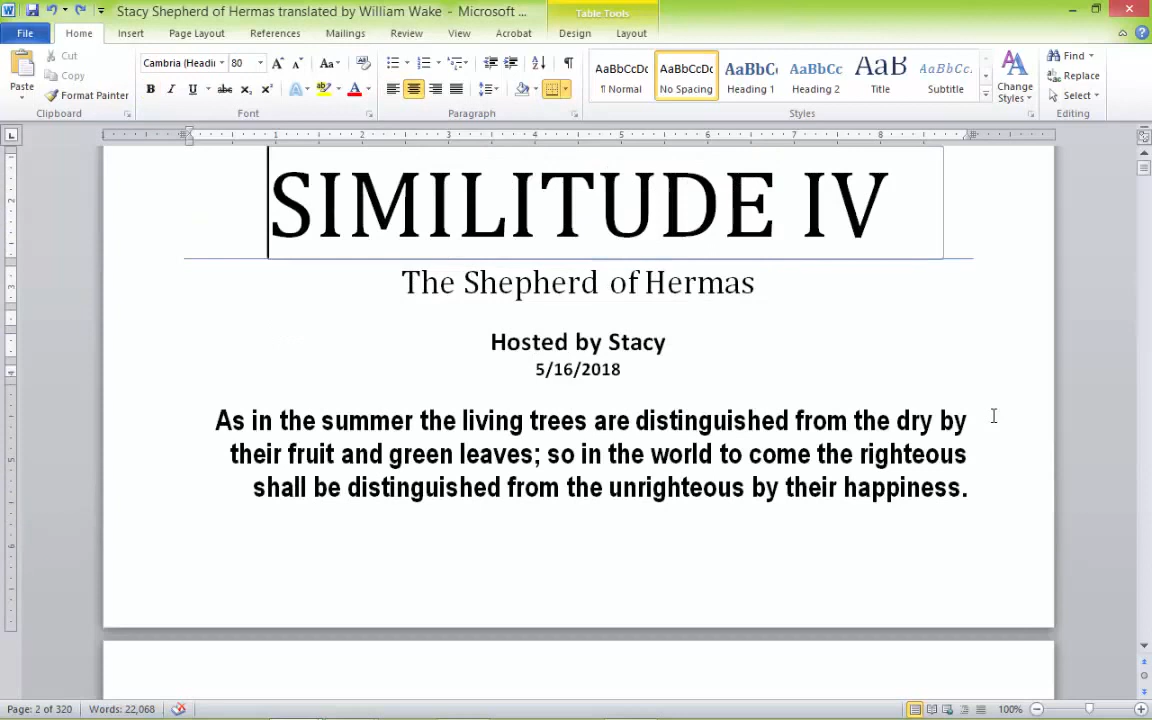 Stacy Shepherd of Hermas translated by William Wake - Microsoft ...
Table Tools
File Home Insert Page Layout References Mailings Review View Acrobat Design Layout
Paste
Cut
Copy
Format Painter
Clipboard
Cambria (Headi 80
Font
Paragraph
AaBbCcDc
¶ Normal
AaBbCcDc
No Spacing
AaBbC
Heading 1
AaBbCc
Heading 2
AaB
Title
AaBbCc.
Subtitle
Change
Styles
Styles
Find
Replace
Select
Editing
SIMILITUDE IV
The Shepherd of Hermas
Hosted by Stacy
5/16/2018
As in the summer the living trees are distinguished from the dry by
their fruit and green leaves; so in the world to come the righteous
shall be distinguished from the unrighteous by their happiness.
Page: 2 of 320 Words: 22,068 100%